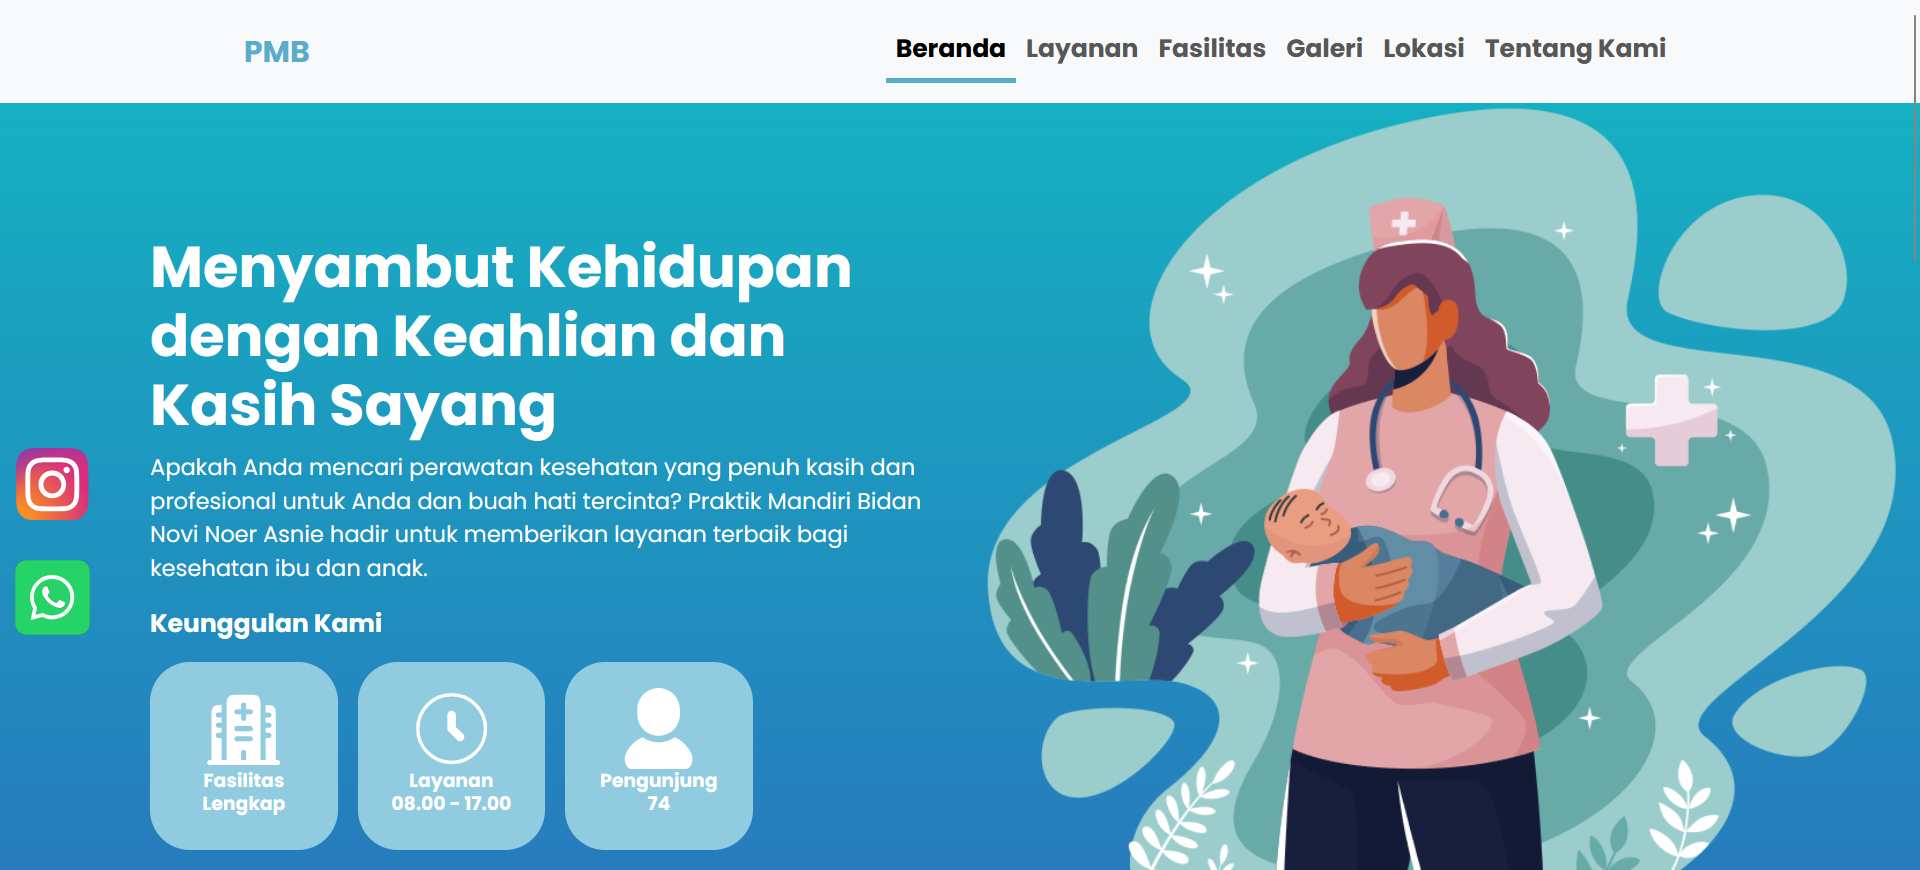 PMB
Beranda Layanan Fasilitas Galeri Lokasi Tentang Kami
Menyambut Kehidupan
dengan Keahlian dan
Kasih Sayang
Apakah Anda mencari perawatan kesehatan yang penuh kasih dan
profesional untuk Anda dan buah hati tercinta? Praktik Mandiri Bidan
Novi Noer Asnie hadir untuk memberikan layanan terbaik bagi
kesehatan ibu dan anak.
Keunggulan Kami
Fasilitas
Lengkap
Layanan
08.00 - 17.00
Pengunjung
74